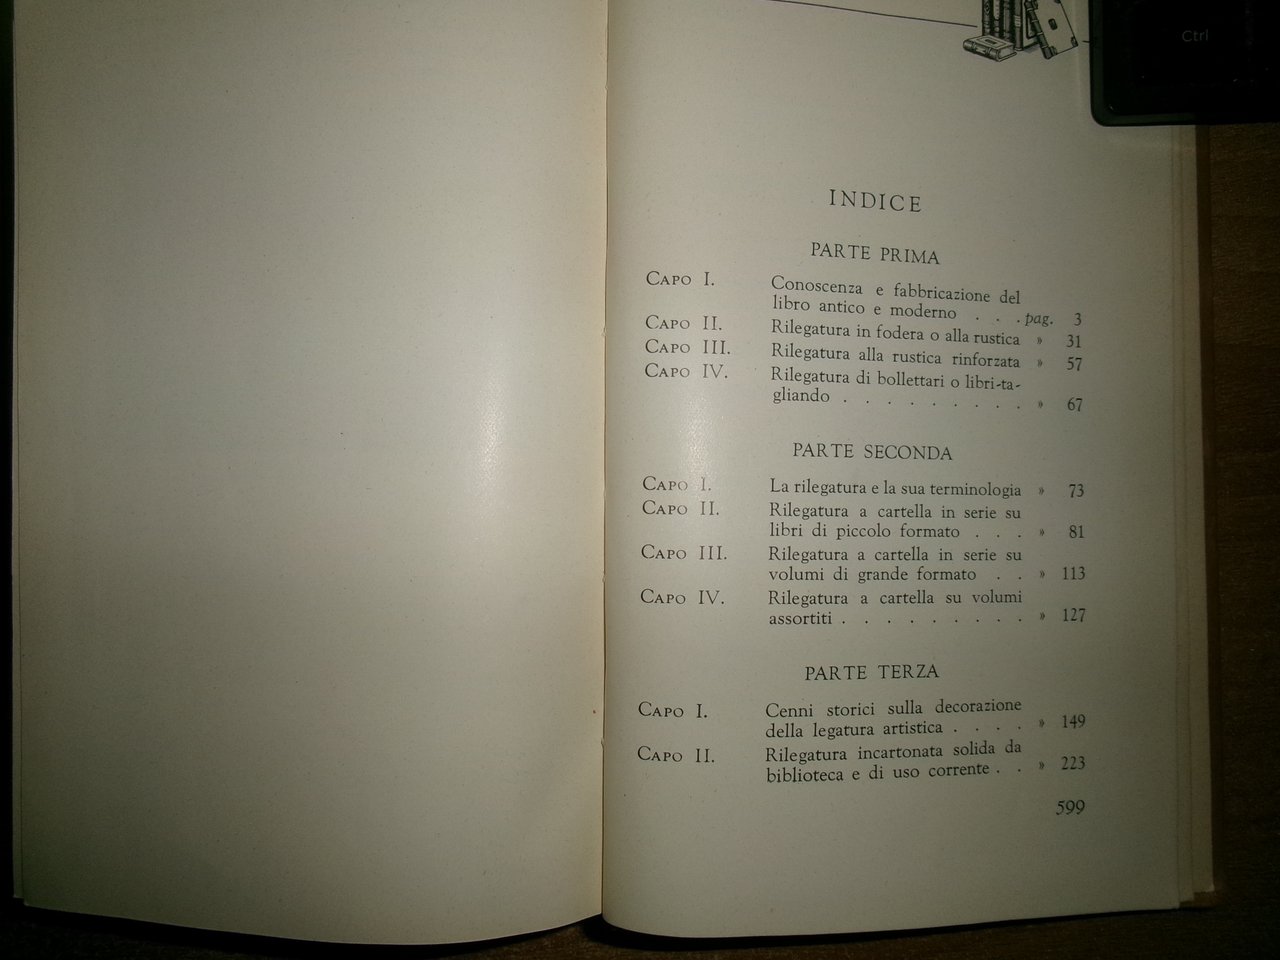 Ctrl
INDICE
PARTE PRIMA
CAPO I. Conoscenza e fabbricazione del
libro antico e moderno . . . pag. 3
CAPO II. Rilegatura in fodera o alla rustica » 31
CAPO III. Rilegatura alla rustica rinforzata » 57
CAPO IV. Rilegatura di bollettari o libri-ta-
gliando . . . . . . . . . » 67
PARTE SECONDA
CAPO I. La rilegatura e la sua terminologia » 73
CAPO II. Rilegatura a cartella in serie su
libri di piccolo formato . . . » 81
CAPO III. Rilegatura a cartella in serie su
volumi di grande formato . . » 113
CAPO IV. Rilegatura a cartella su volumi
assortiti . . . . . . . . . » 127
PARTE TERZA
CAPO I. Cenni storici sulla decorazione
della legatura artistica . . . . » 149
CAPO II. Rilegatura incartonata solida da
biblioteca e di uso corrente . . » 223
599